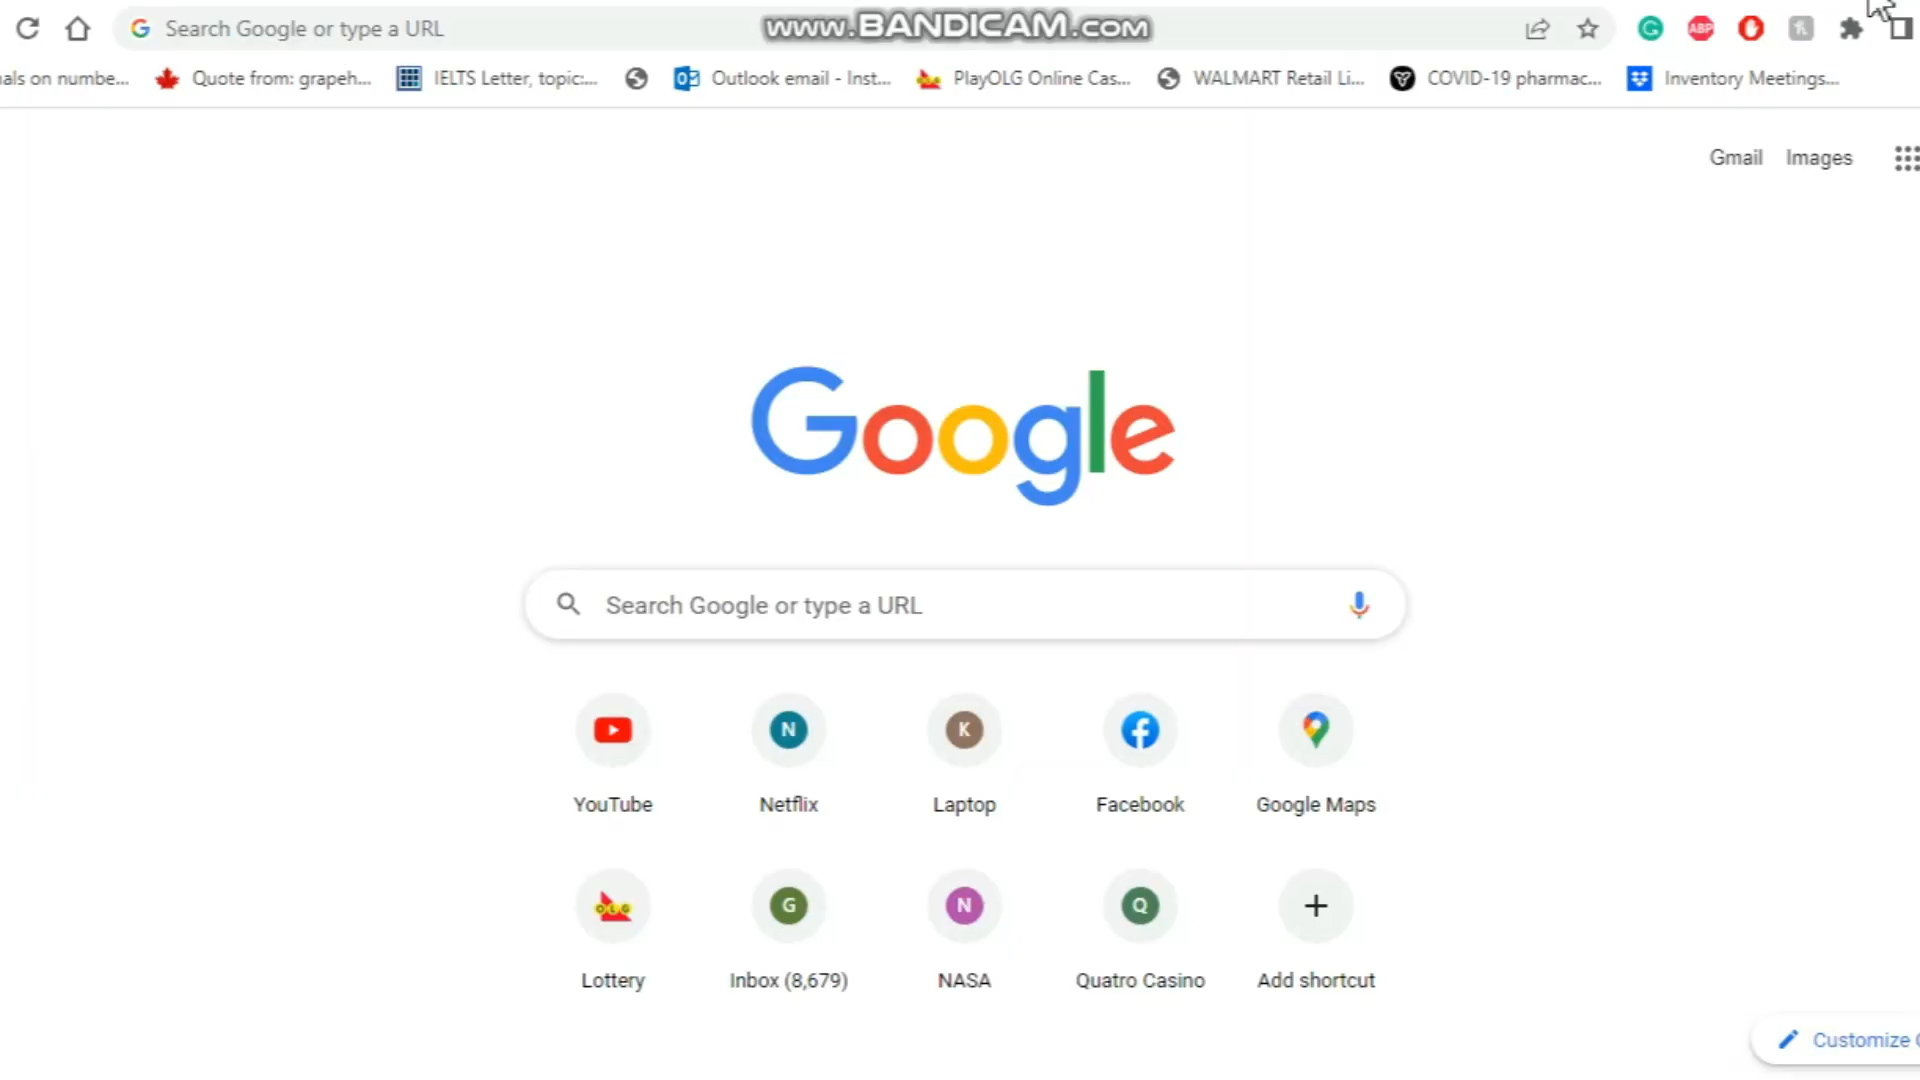 Search Google or type a URL
www.BANDICAM.com
ABP
als on numbe...
Quote from: grapeh...
IELTS Letter, topic:...
Outlook email - Inst...
PlayOLG Online Cas...
WALMART Retail Li...
COVID-19 pharmac...
Inventory Meetings...
Gmail
Images
Google
Search Google or type a URL
N
K
YouTube
Netflix
Laptop
Facebook
Google Maps
OLG
G
N
Q
Lottery
Inbox (8,679)
NASA
Quatro Casino
Add shortcut
Customize